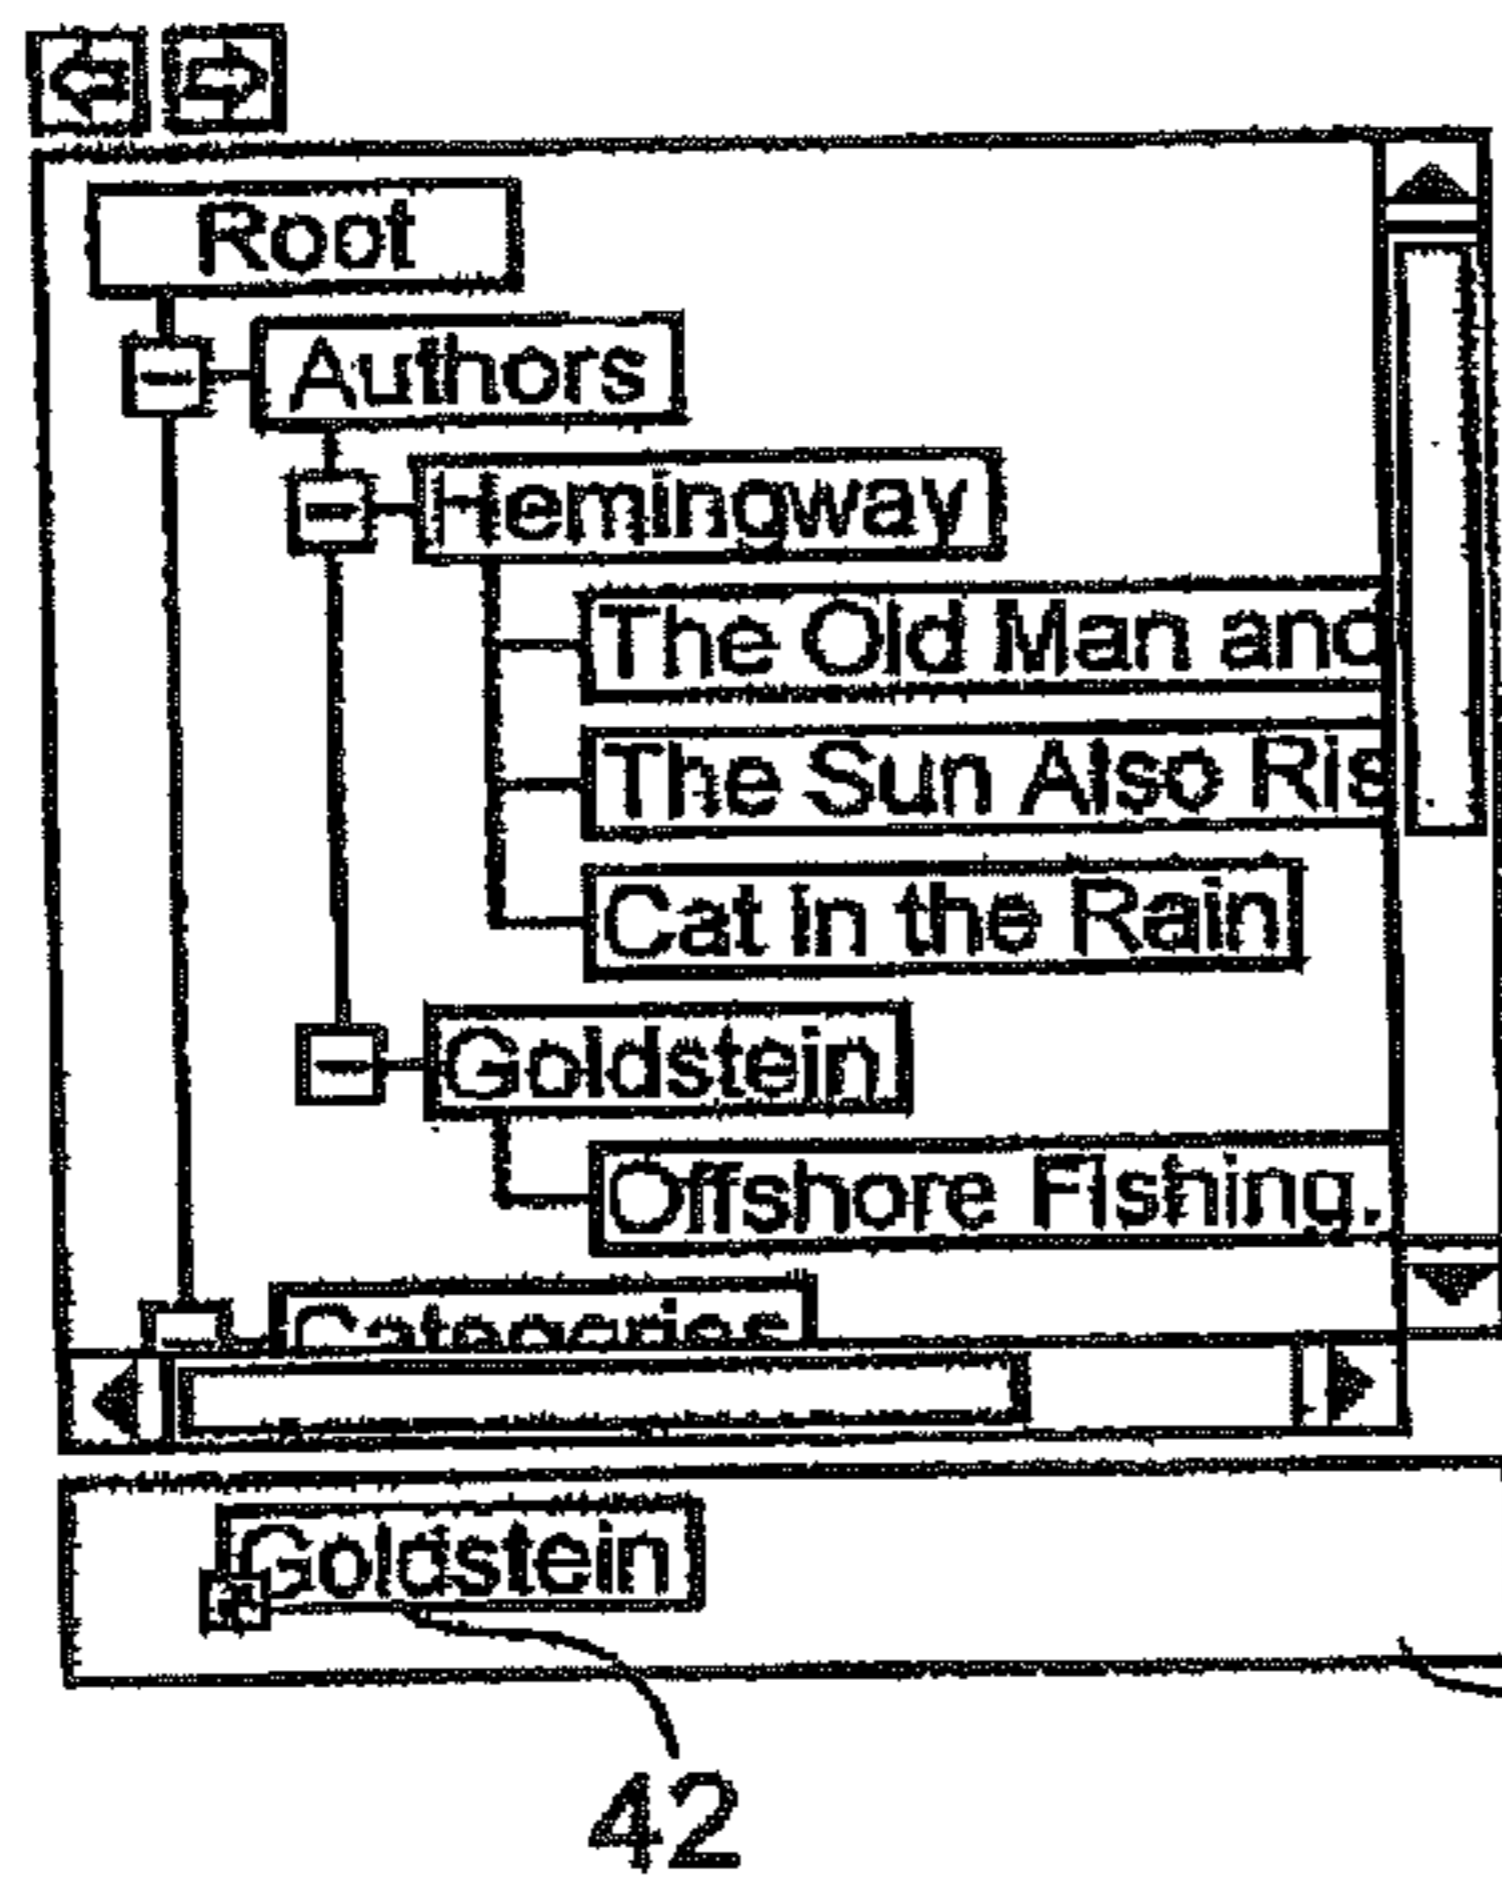 Root
Authors
Hemingway
The Old Man and
The Sun Also Ris
Cat in the Rain
Goldstein
Offshore Fishing.
Categories
Goldstein
42